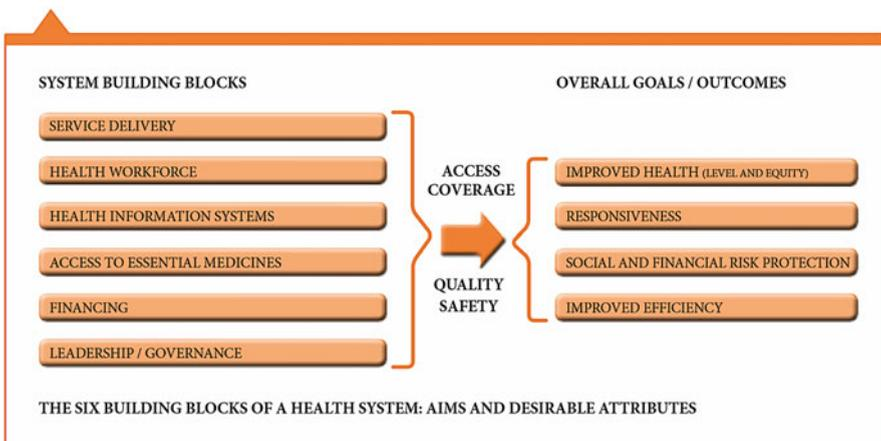 SYSTEM BUILDING BLOCKS
SERVICE DELIVERY
HEALTH WORKFORCE
HEALTH INFORMATION SYSTEMS
ACCESS TO ESSENTIAL MEDICINES
FINANCING
LEADERSHIP / GOVERNANCE
ACCESS
COVERAGE
QUALITY
SAFETY
OVERALL GOALS / OUTCOMES
IMPROVED HEALTH (LEVEL AND EQUITY)
RESPONSIVENESS
SOCIAL AND FINANCIAL RISK PROTECTION
IMPROVED EFFICIENCY
THE SIX BUILDING BLOCKS OF A HEALTH SYSTEM: AIMS AND DESIRABLE ATTRIBUTES